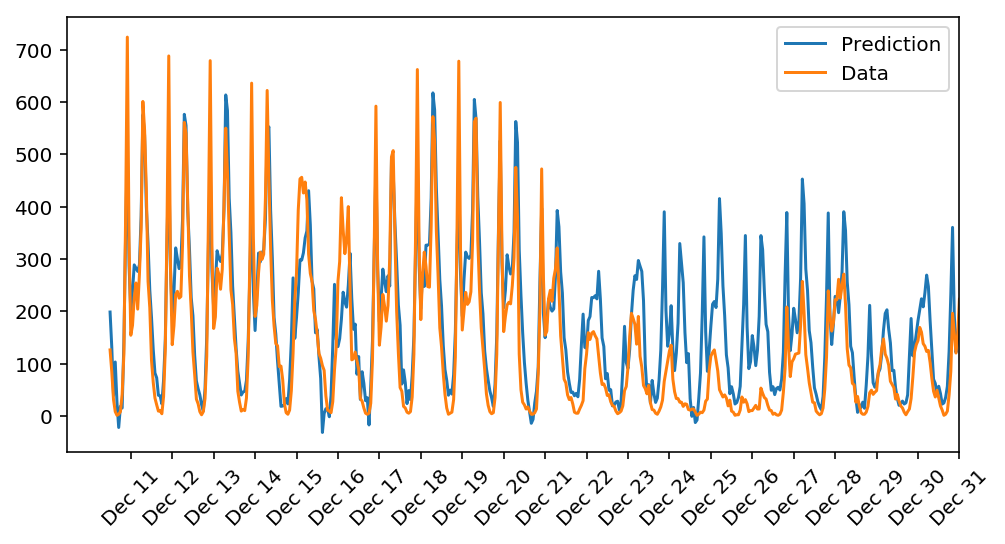 Prediction
Data
700
600
500
400
300
200
100
0
Dec 11
Dec 12
Dec 13
Dec 14
Dec 15
Dec 16
Dec 17
Dec 18
Dec 19
Dec 20
Dec 21
Dec 22
Dec 23
Dec 24
Dec 25
Dec 26
Dec 27
Dec 28
Dec 29
Dec 30
Dec 31